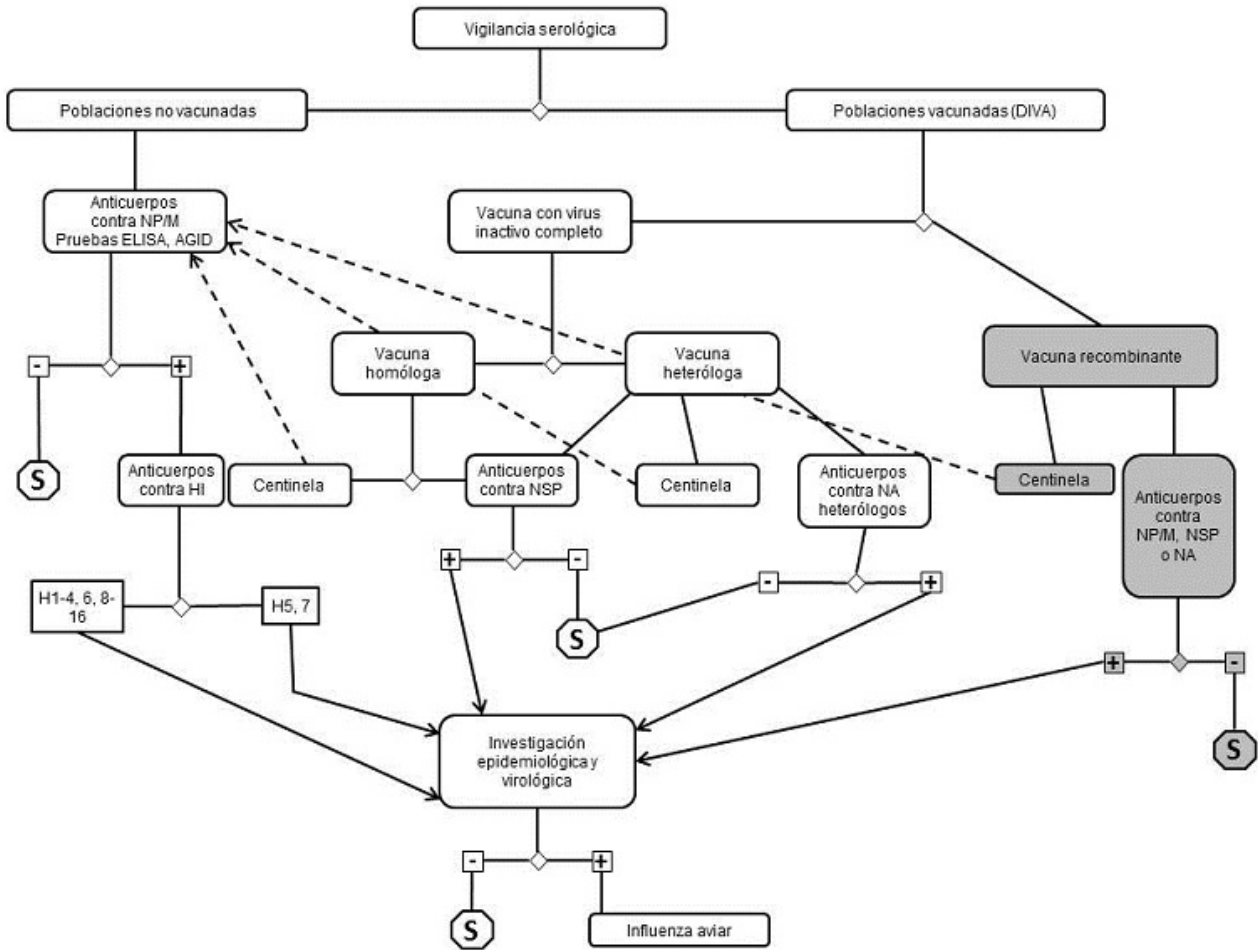 Vigilancia serológica
Poblaciones no vacunadas
Poblaciones vacunadas (DIVA)
Anticuerpos
contra NP/M
Pruebas ELISA, AGID
Vacuna con virus
inactivo completo
Vacuna
homóloga
Vacuna
heteróloga
Vacuna recombinante
-
+
S
Anticuerpos
contra HI
Centinela
Anticuerpos
contra NSP
Centinela
Anticuerpos
contra NA
heterólogos
Centinela
Anticuerpos
contra
NP/M, NSP
o NA
+
-
-
+
H1-4, 6, 8-
16
H5, 7
S
+
-
Investigación
epidemiológica y
virológica
S
-
+
S
Influenza aviar